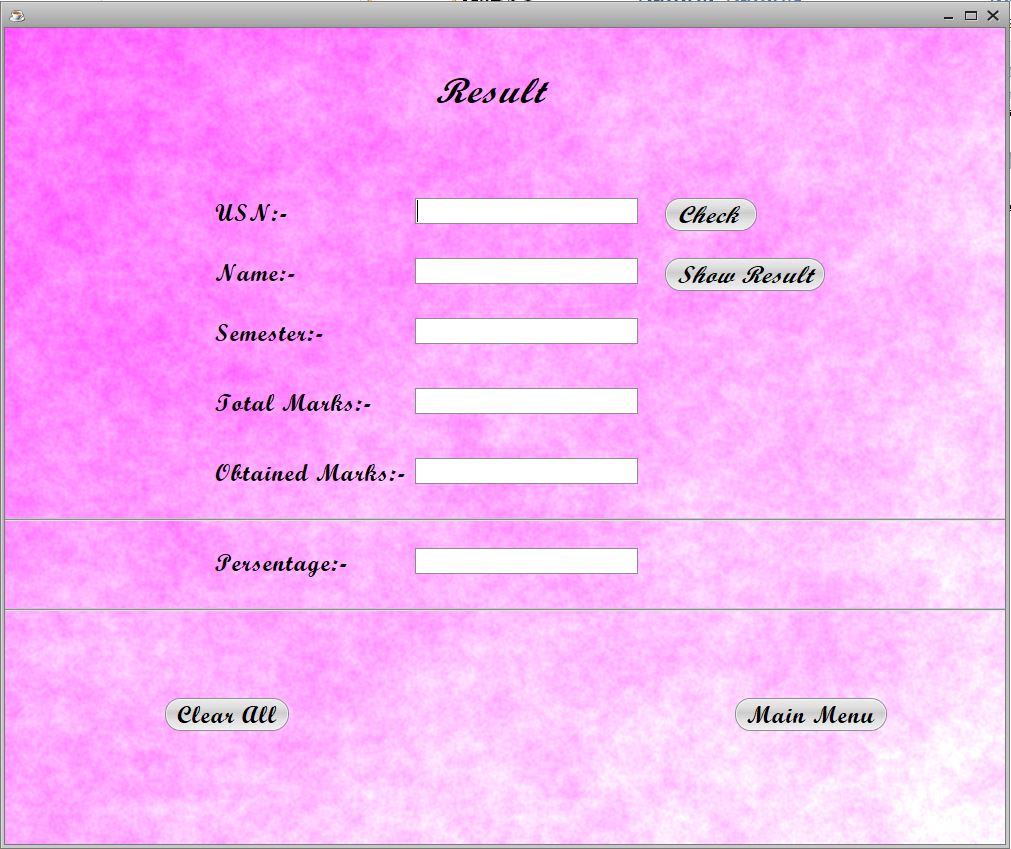 Result
USN:-
Check
Name:-
Show Result
Semester:-
Total Marks:-
Obtained Marks:-
Persentage:-
Clear All
Main Menu